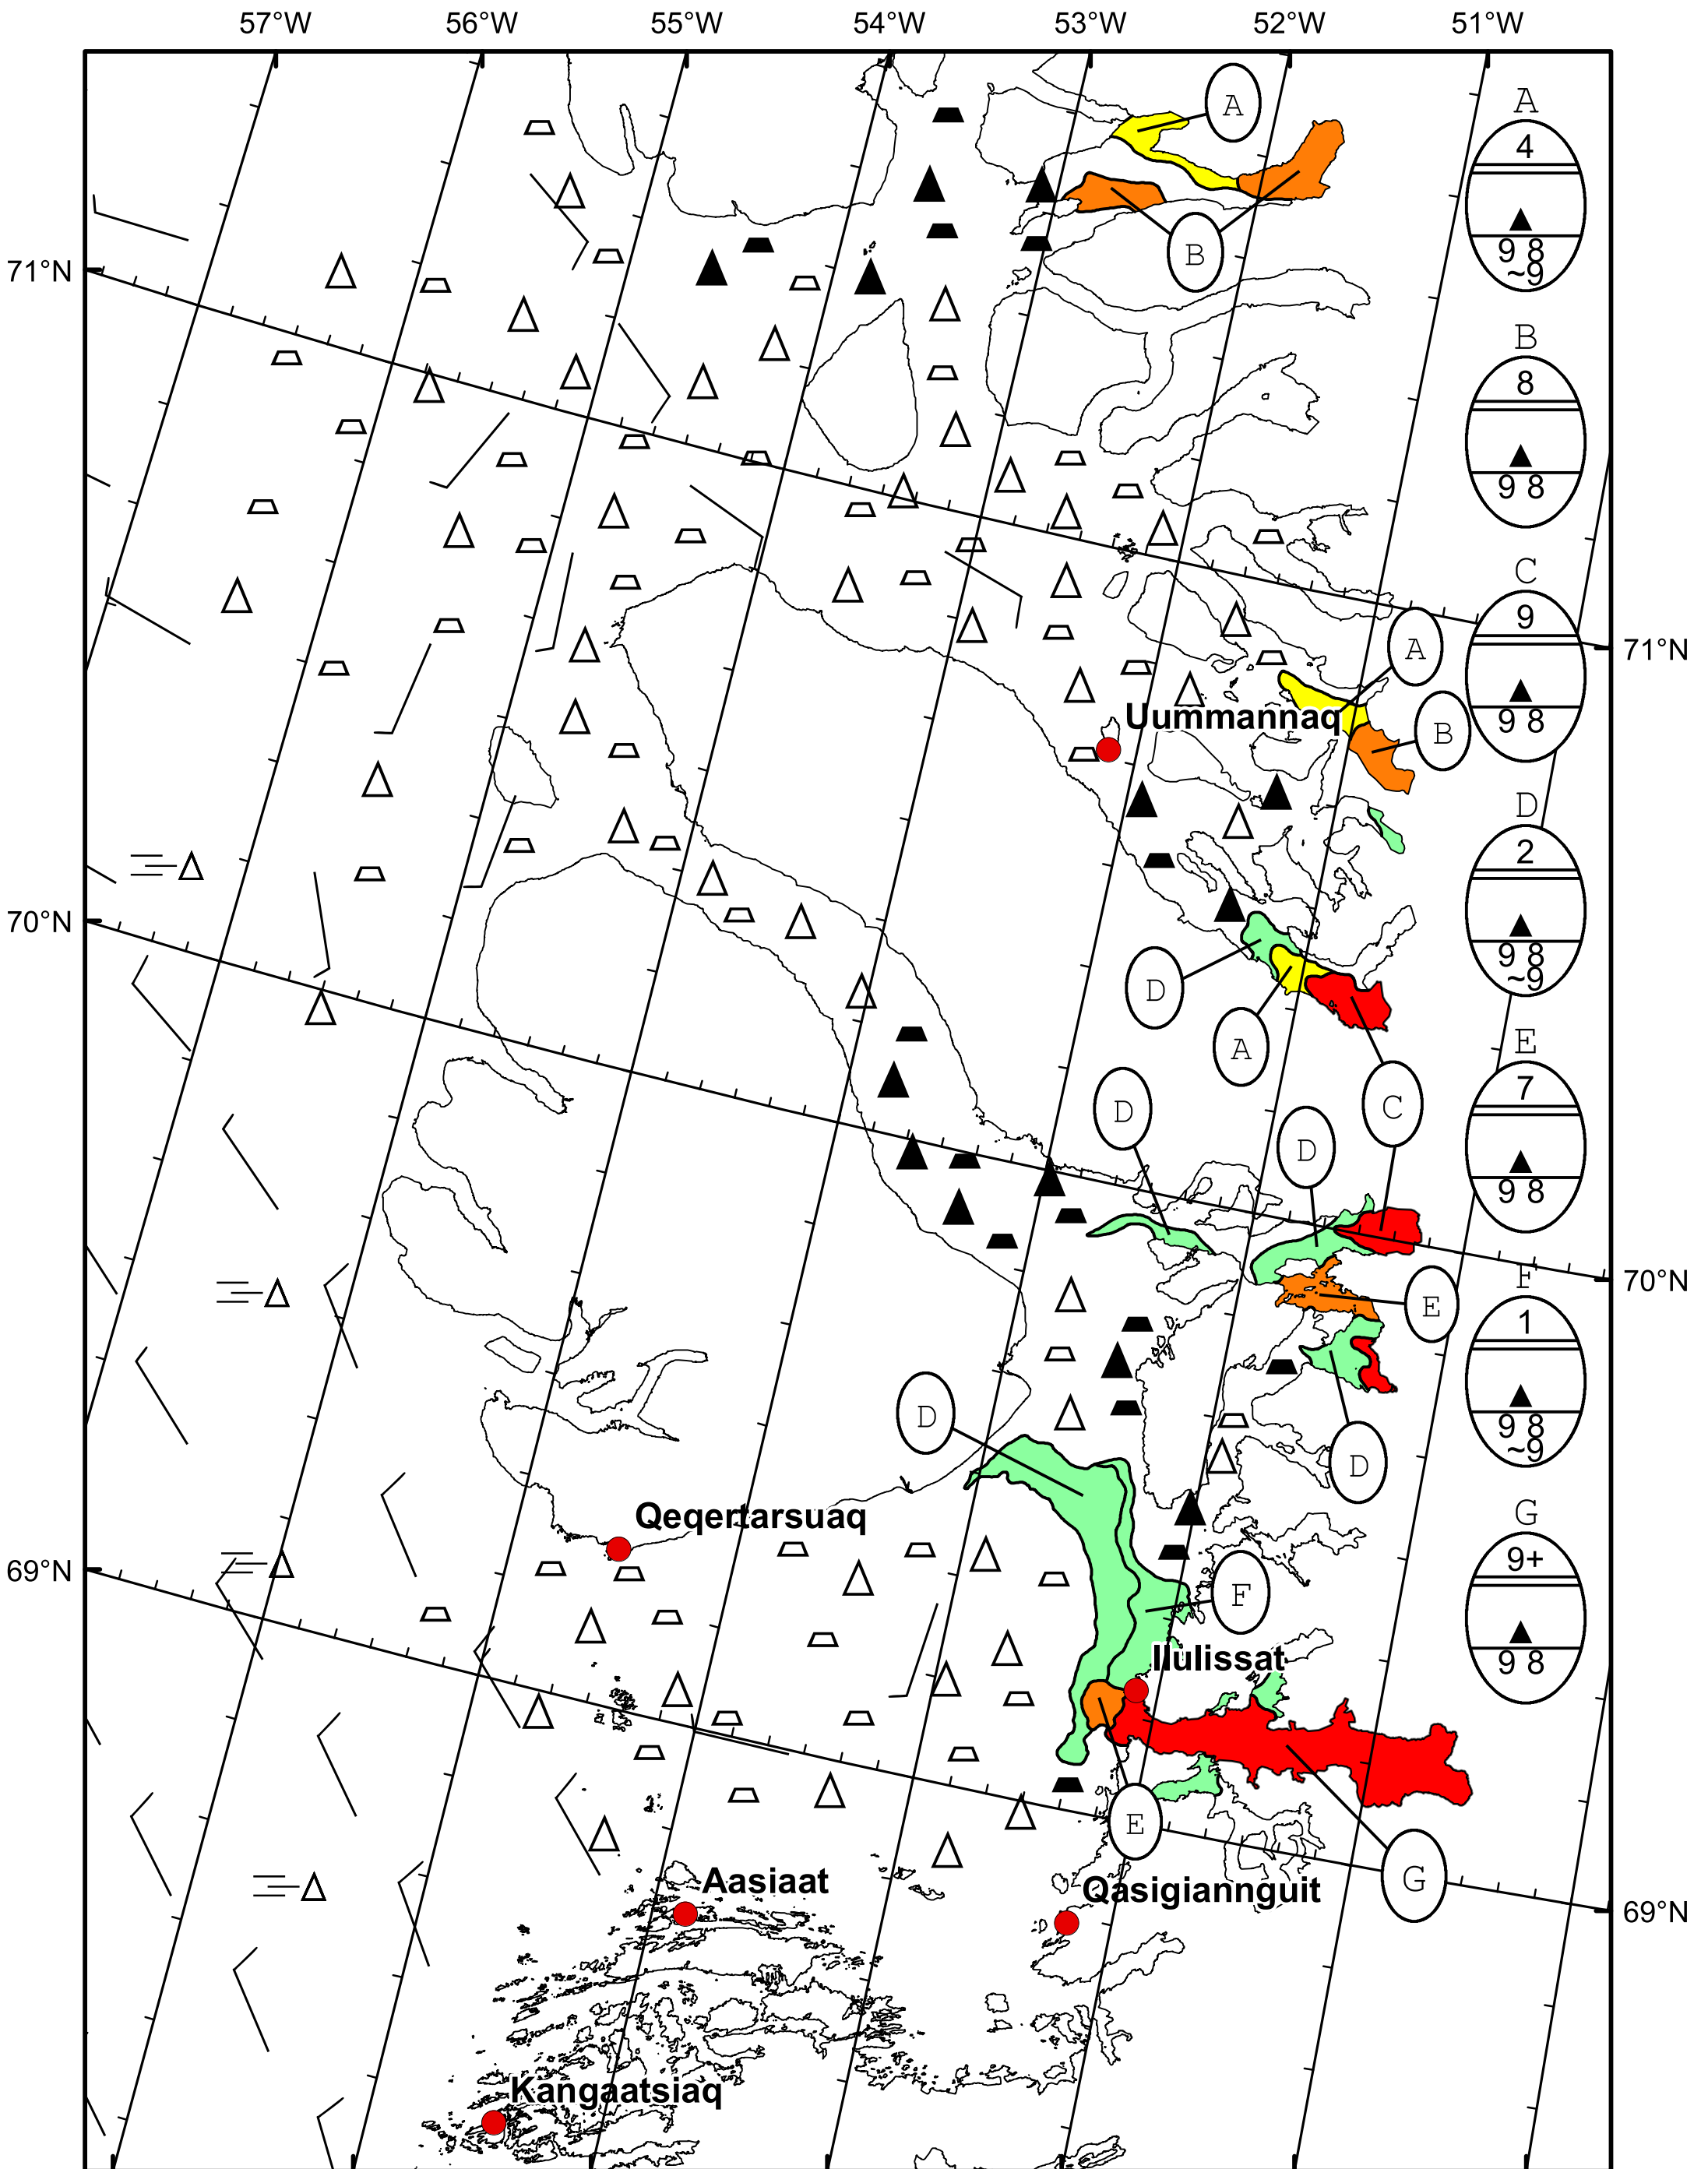 57°W 56°W 55°W 54°W 53°W 52°W 51°W
A
A
4
9 8
~9
B
71°N
B
8
9 8
C
9
9 8
A
71°N
Uummannaq
B
D
2
9 8
~9
70°N
D
A
E
7
9 8
D
C
D
70°N
F
1
9 8
~9
E
D
D
G
9+
9 8
Qeqertarsuaq
69°N
F
Ilulissat
E
G
Aasiaat
Qasigiannguit
69°N
Kangaatsiaq